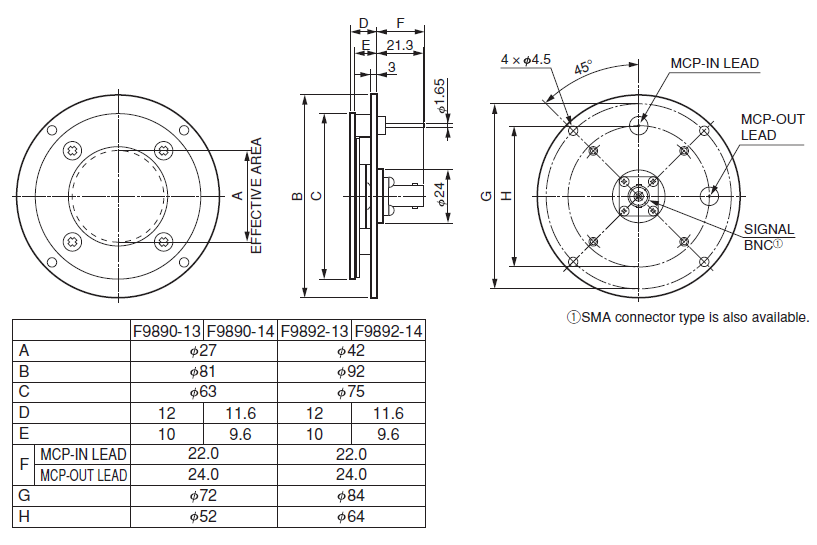 D F
E 21.3
3
φ1.65
4 × φ4.5
45°
MCP-IN LEAD
MCP-OUT
LEAD
A
EFFECTIVE AREA
B
C
φ24
G
H
SIGNAL
BNC①
①SMA connector type is also available.
F9890-13 F9890-14 F9892-13 F9892-14
A φ27 φ42
B φ81 φ92
C φ63 φ75
D 12 11.6 12 11.6
E 10 9.6 10 9.6
F MCP-IN LEAD 22.0 22.0
MCP-OUT LEAD 24.0 24.0
G φ72 φ84
H φ52 φ64